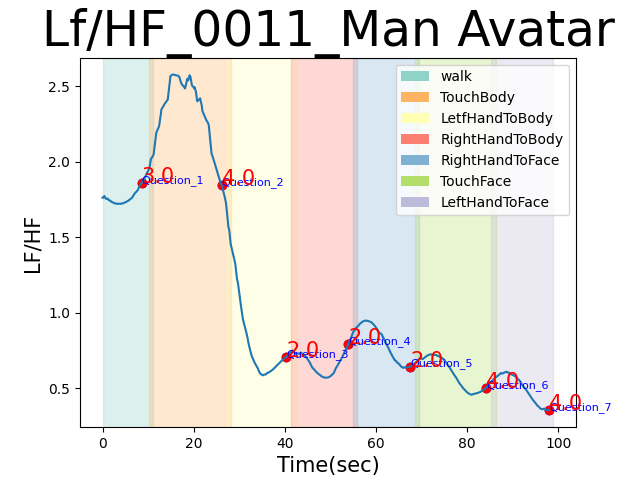 Lf/HF_0011_Man Avatar
walk
TouchBody
LetfHandToBody
RightHandToBody
RightHandToFace
TouchFace
LeftHandToFace
2.5
2.0
1.5
1.0
0.5
LF/HF
3.0
Question_1
4.0
Question_2
2.0
Question_3
2.0
Question_4
2.0
Question_5
4.0
Question_6
4.0
Question_7
0 20 40 60 80 100
Time(sec)